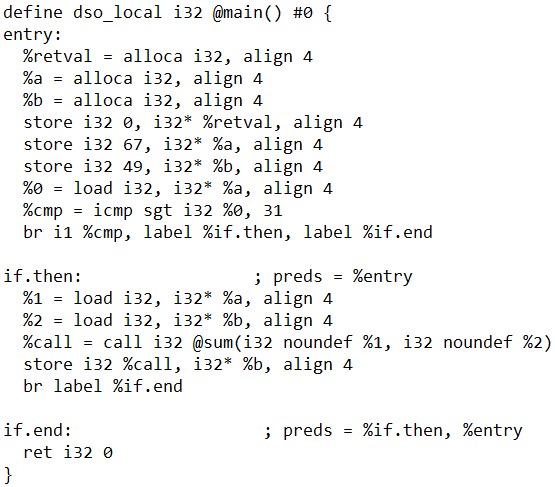 define dso_local i32 @main() #0 {
entry:
  %retval = alloca i32, align 4
  %a = alloca i32, align 4
  %b = alloca i32, align 4
  store i32 0, i32* %retval, align 4
  store i32 67, i32* %a, align 4
  store i32 49, i32* %b, align 4
  %0 = load i32, i32* %a, align 4
  %cmp = icmp sgt i32 %0, 31
  br i1 %cmp, label %if.then, label %if.end

if.then:                ; preds = %entry
  %1 = load i32, i32* %a, align 4
  %2 = load i32, i32* %b, align 4
  %call = call i32 @sum(i32 noundef %1, i32 noundef %2)
  store i32 %call, i32* %b, align 4
  br label %if.end

if.end:                 ; preds = %if.then, %entry
  ret i32 0
}